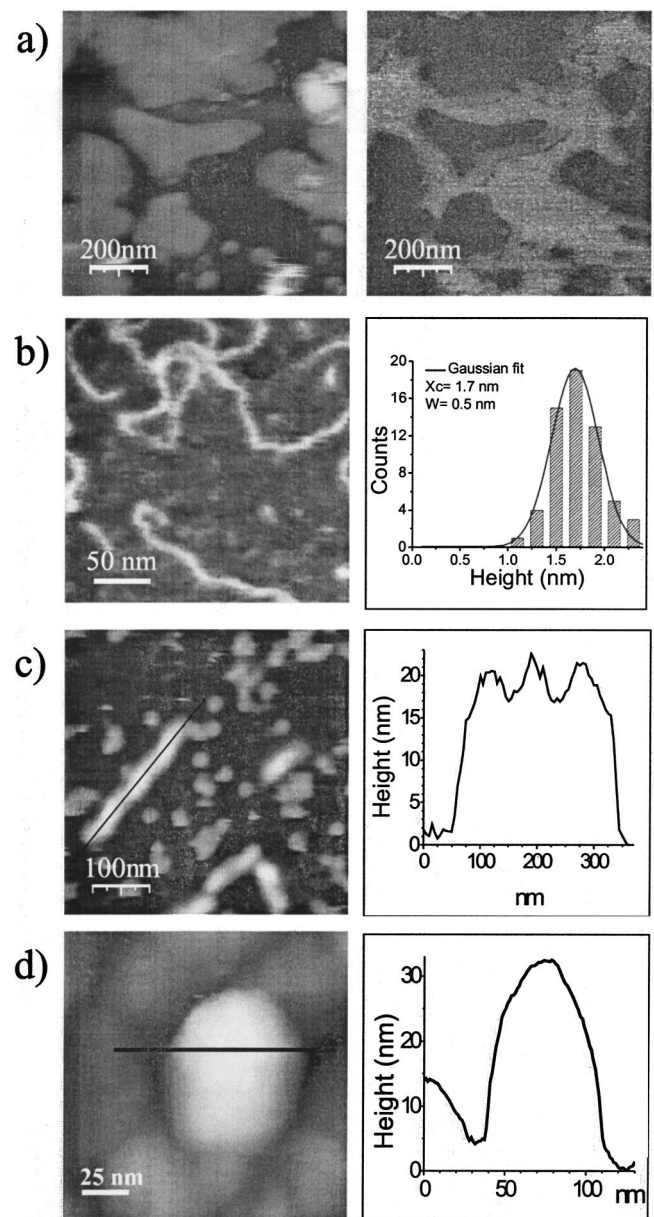 a)
200nm
200nm
b)
50 nm
Counts
20
16
12
8
4
0
Gaussian fit
Xc= 1.7 nm
W= 0.5 nm
0.0 0.5 1.0 1.5 2.0
Height (nm)
c)
100nm
Height (nm)
20
15
10
5
0
0 100 200 300
nm
d)
25 nm
Height (nm)
30
20
10
0
0 50 100 nm